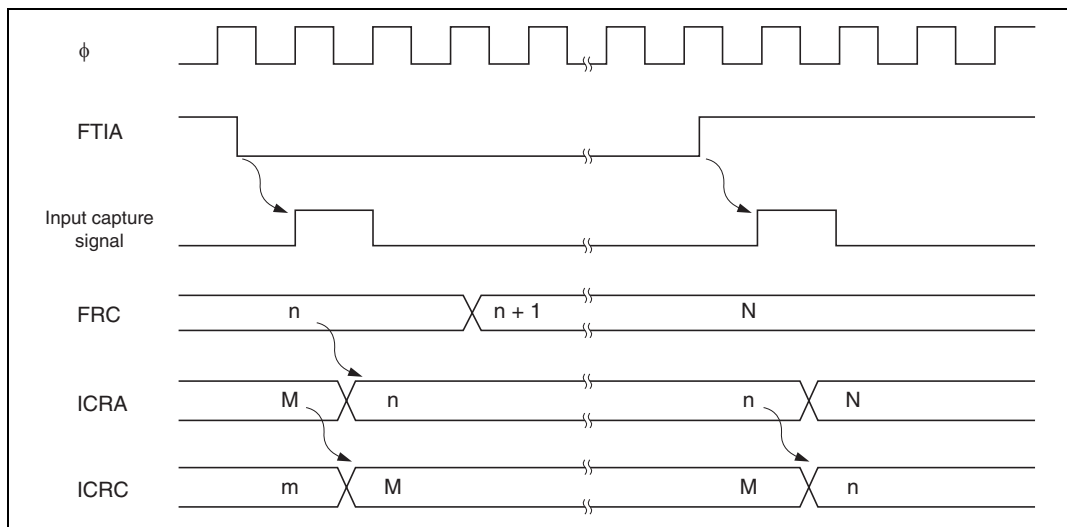 ϕ
FTIA
Input capture
signal
FRC n n + 1 N
ICRA M n n N
ICRC m M M n